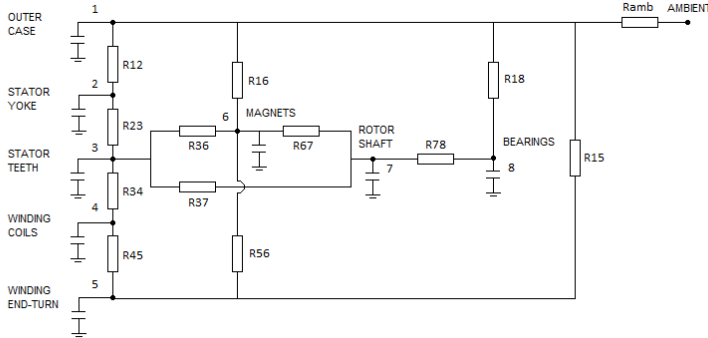 OUTER
CASE
1
Ramb
AMBIENT
R12
R16
R18
STATOR
YOKE
2
R23
6
MAGNETS
R36
R67
ROTOR
SHAFT
BEARINGS
STATOR
TEETH
3
R78
R15
R34
R37
7
8
WINDING
COILS
4
R45
R56
WINDING
END-TURN
5